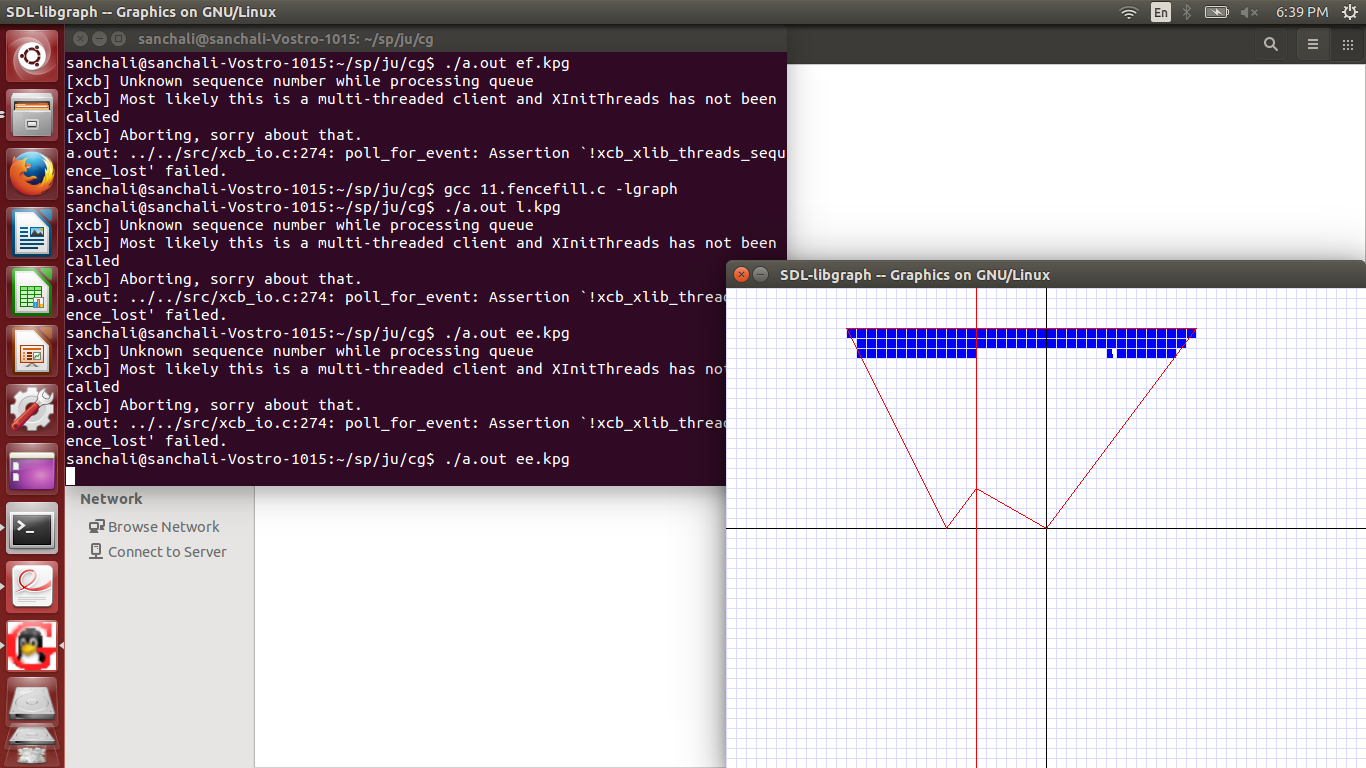 SDL-libgraph -- Graphics on GNU/Linux
En
6:39 PM
sanchali@sanchali-Vostro-1015: ~/sp/ju/cg
sanchali@sanchali-Vostro-1015:~/sp/ju/cg$ ./a.out ef.kpg
[xcb] Unknown sequence number while processing queue
[xcb] Most likely this is a multi-threaded client and XInitThreads has not been
called
[xcb] Aborting, sorry about that.
a.out: ../../src/xcb_io.c:274: poll_for_event: Assertion `!xcb_xlib_threads_sequ
ence_lost' failed.
sanchali@sanchali-Vostro-1015:~/sp/ju/cg$ gcc 11.fencefill.c -lgraph
sanchali@sanchali-Vostro-1015:~/sp/ju/cg$ ./a.out l.kpg
[xcb] Unknown sequence number while processing queue
[xcb] Most likely this is a multi-threaded client and XInitThreads has not been
called
[xcb] Aborting, sorry about that.
a.out: ../../src/xcb_io.c:274: poll_for_event: Assertion `!xcb_xlib_threa
ence_lost' failed.
sanchali@sanchali-Vostro-1015:~/sp/ju/cg$ ./a.out ee.kpg
[xcb] Unknown sequence number while processing queue
[xcb] Most likely this is a multi-threaded client and XInitThreads has no
called
[xcb] Aborting, sorry about that.
a.out: ../../src/xcb_io.c:274: poll_for_event: Assertion `!xcb_xlib_threa
ence_lost' failed.
sanchali@sanchali-Vostro-1015:~/sp/ju/cg$ ./a.out ee.kpg
SDL-libgraph -- Graphics on GNU/Linux
Network
Browse Network
Connect to Server